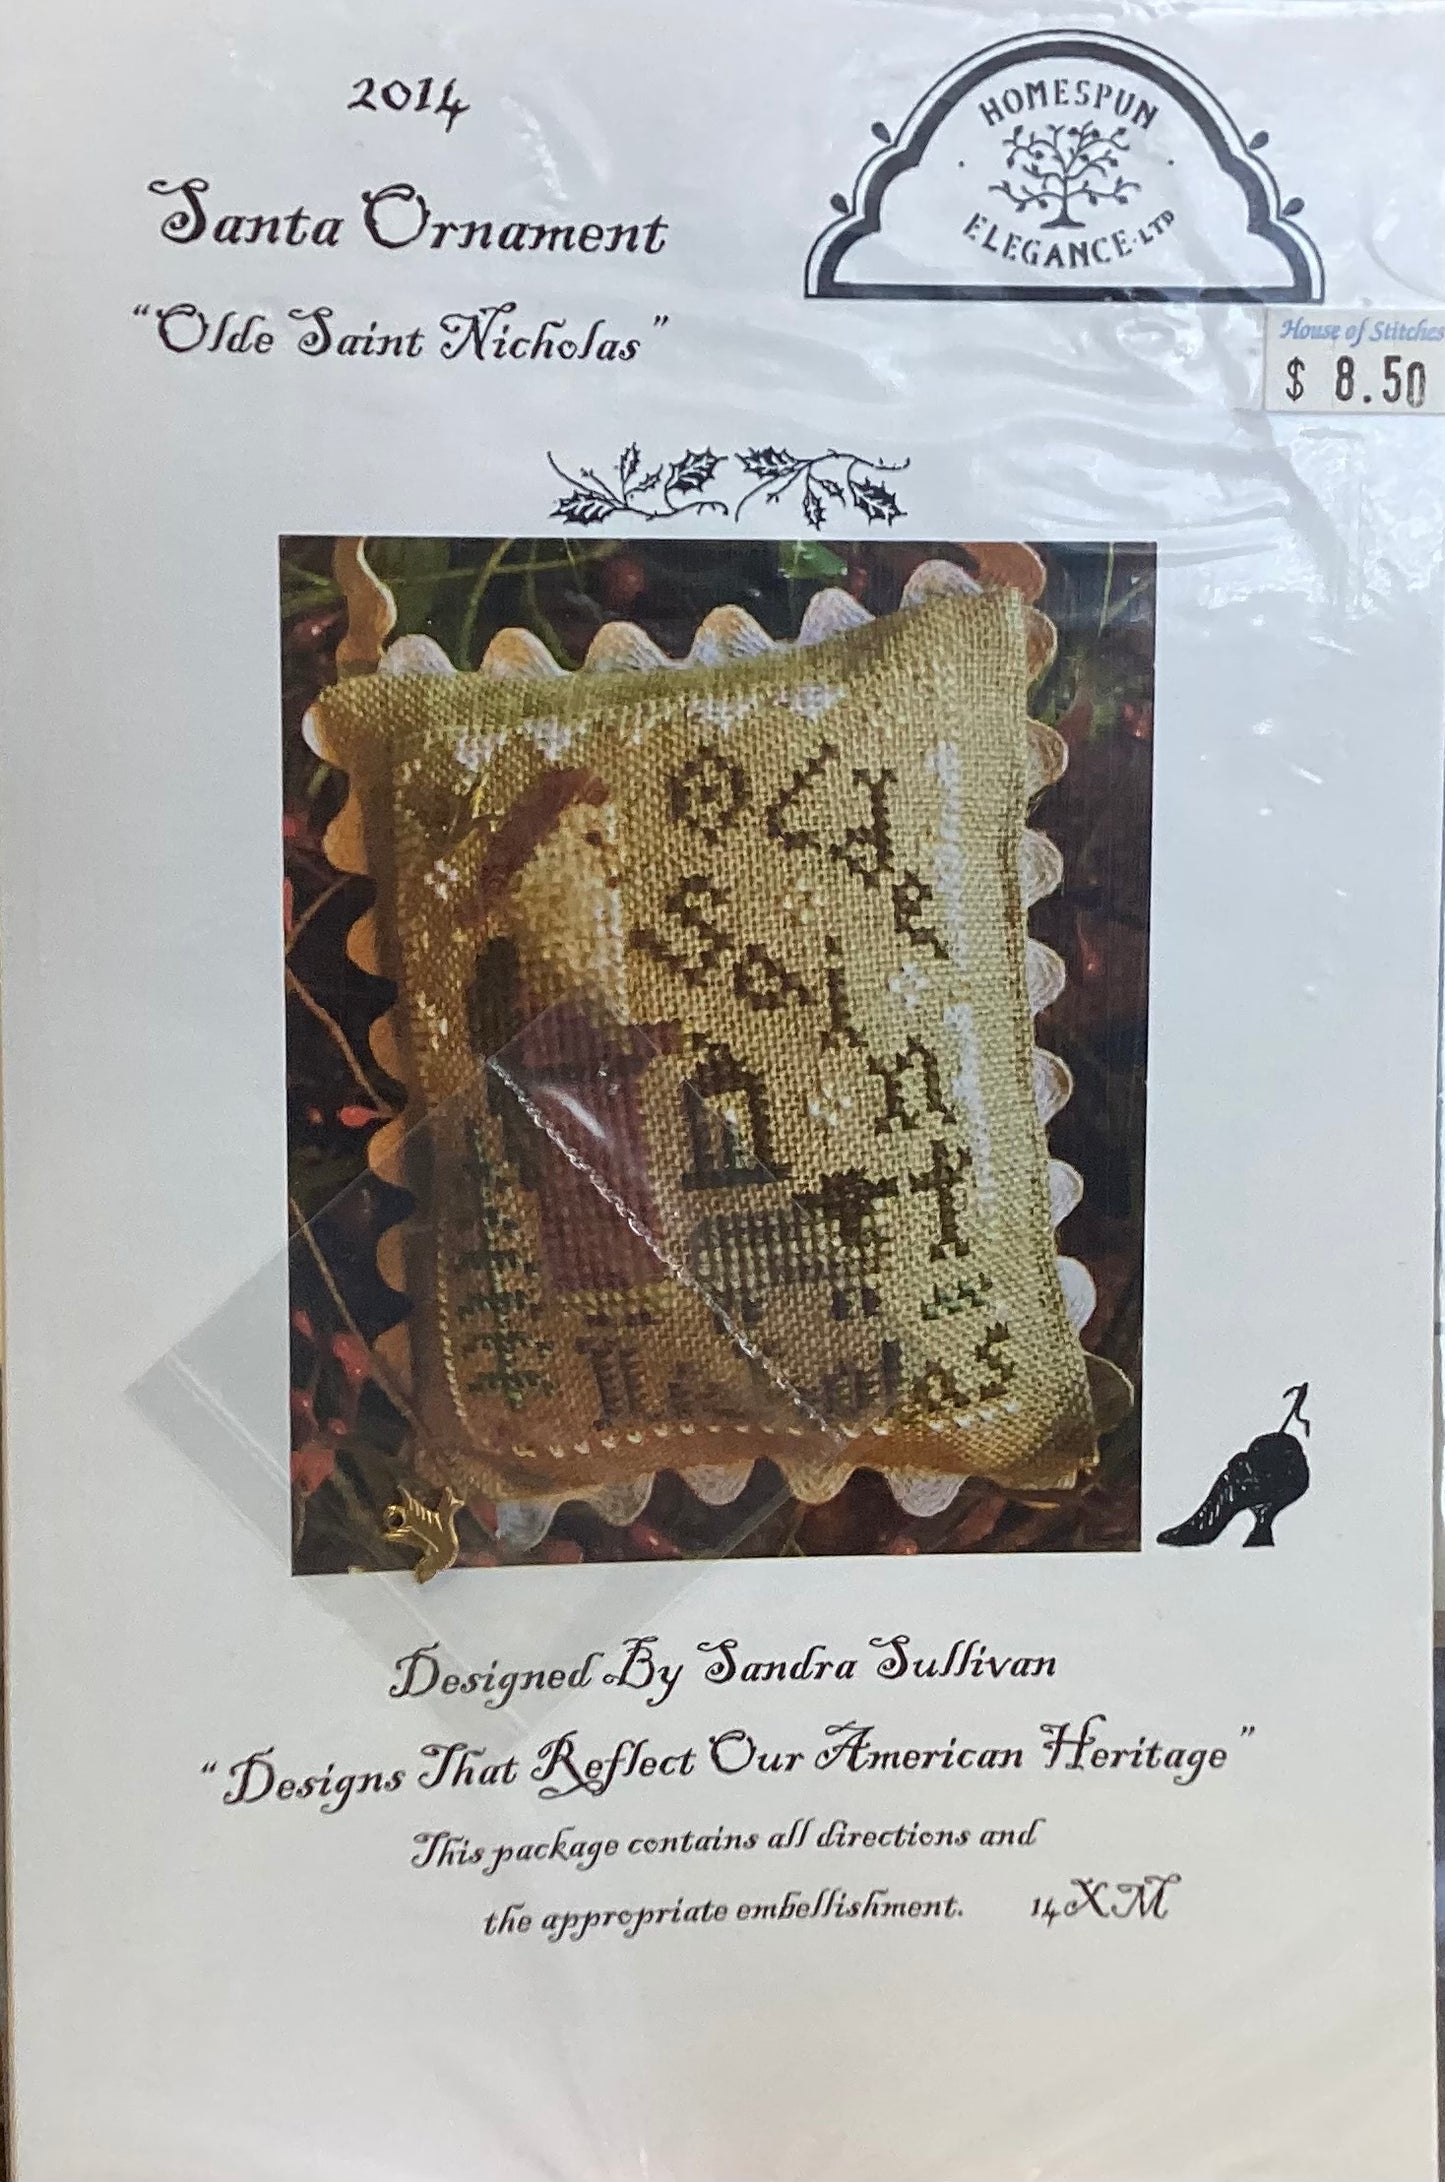 2014
Santa Ornament
"Olde Saint Nicholas"
HOMESPUN
ELEGANCE·LTD
House of Stitches
$ 8.50
Olde
Saint
Nicholas
Designed By Sandra Sullivan
"Designs That Reflect Our American Heritage"
This package contains all directions and
the appropriate embellishment. 14XM